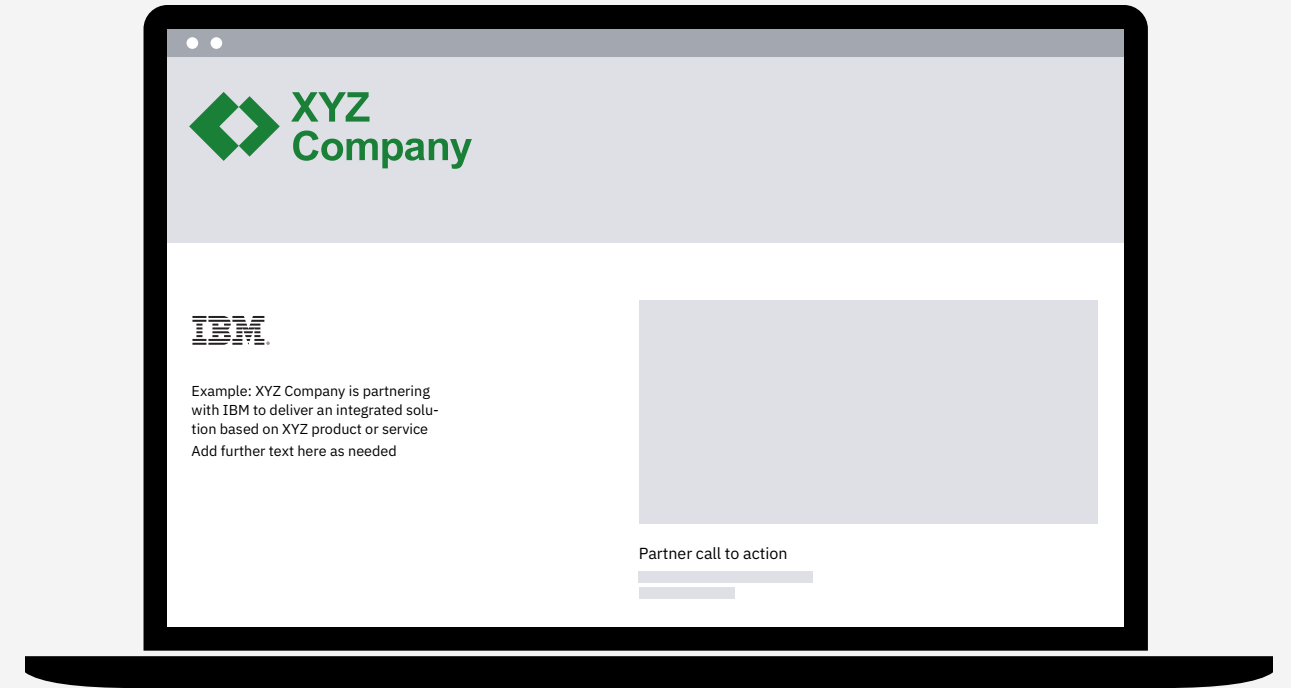 XYZ
Company
IBM®
Example: XYZ Company is partnering
with IBM to deliver an integrated solu-
tion based on XYZ product or service
Add further text here as needed
Partner call to action